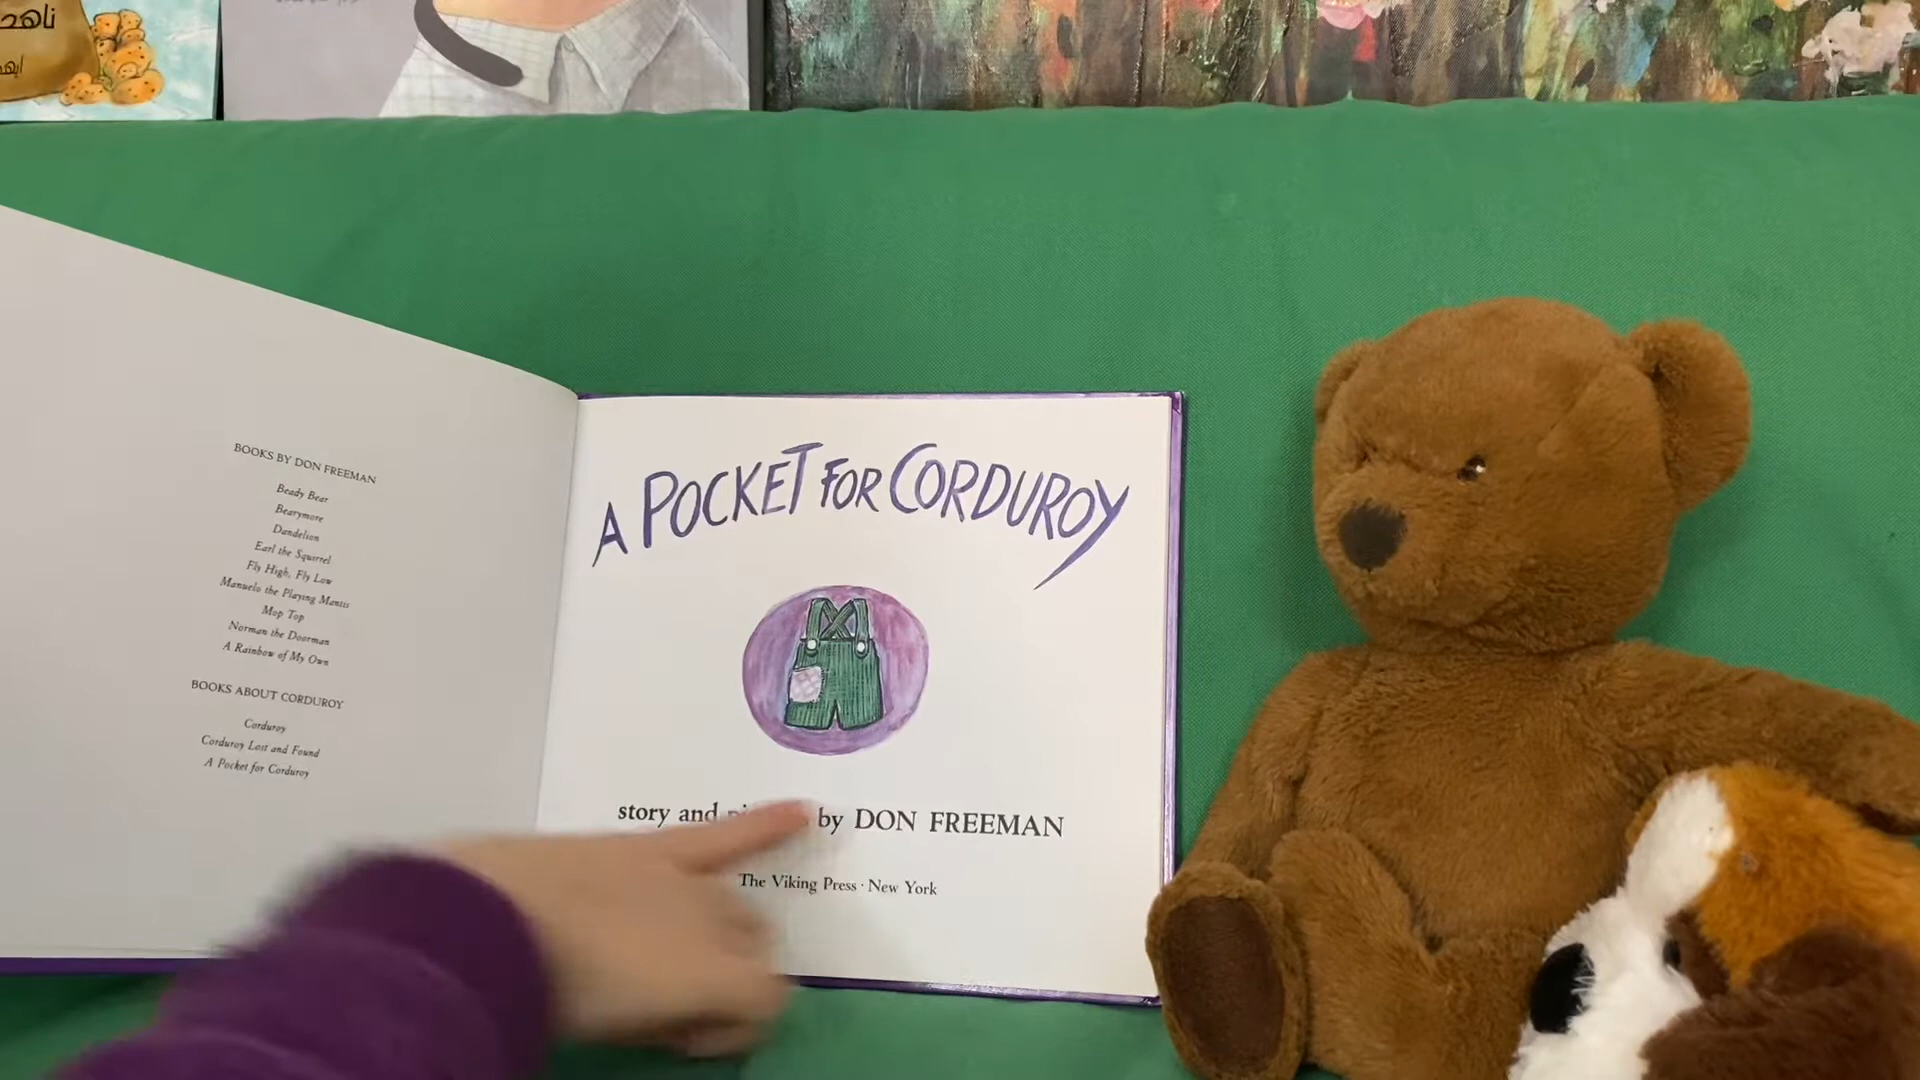 ناهد
BOOKS BY DON FREEMAN
Beady Bear
Bearymore
Dandelion
Earl the Squirrel
Fly High, Fly Low
Manuelo the Playing Mantis
Mop Top
Norman the Doorman
A Rainbow of My Own
BOOKS ABOUT CORDUROY
Corduroy
Corduroy Lost and Found
A Pocket for Corduroy
A POCKET FOR CORDUROY
story and by DON FREEMAN
The Viking Press · New York